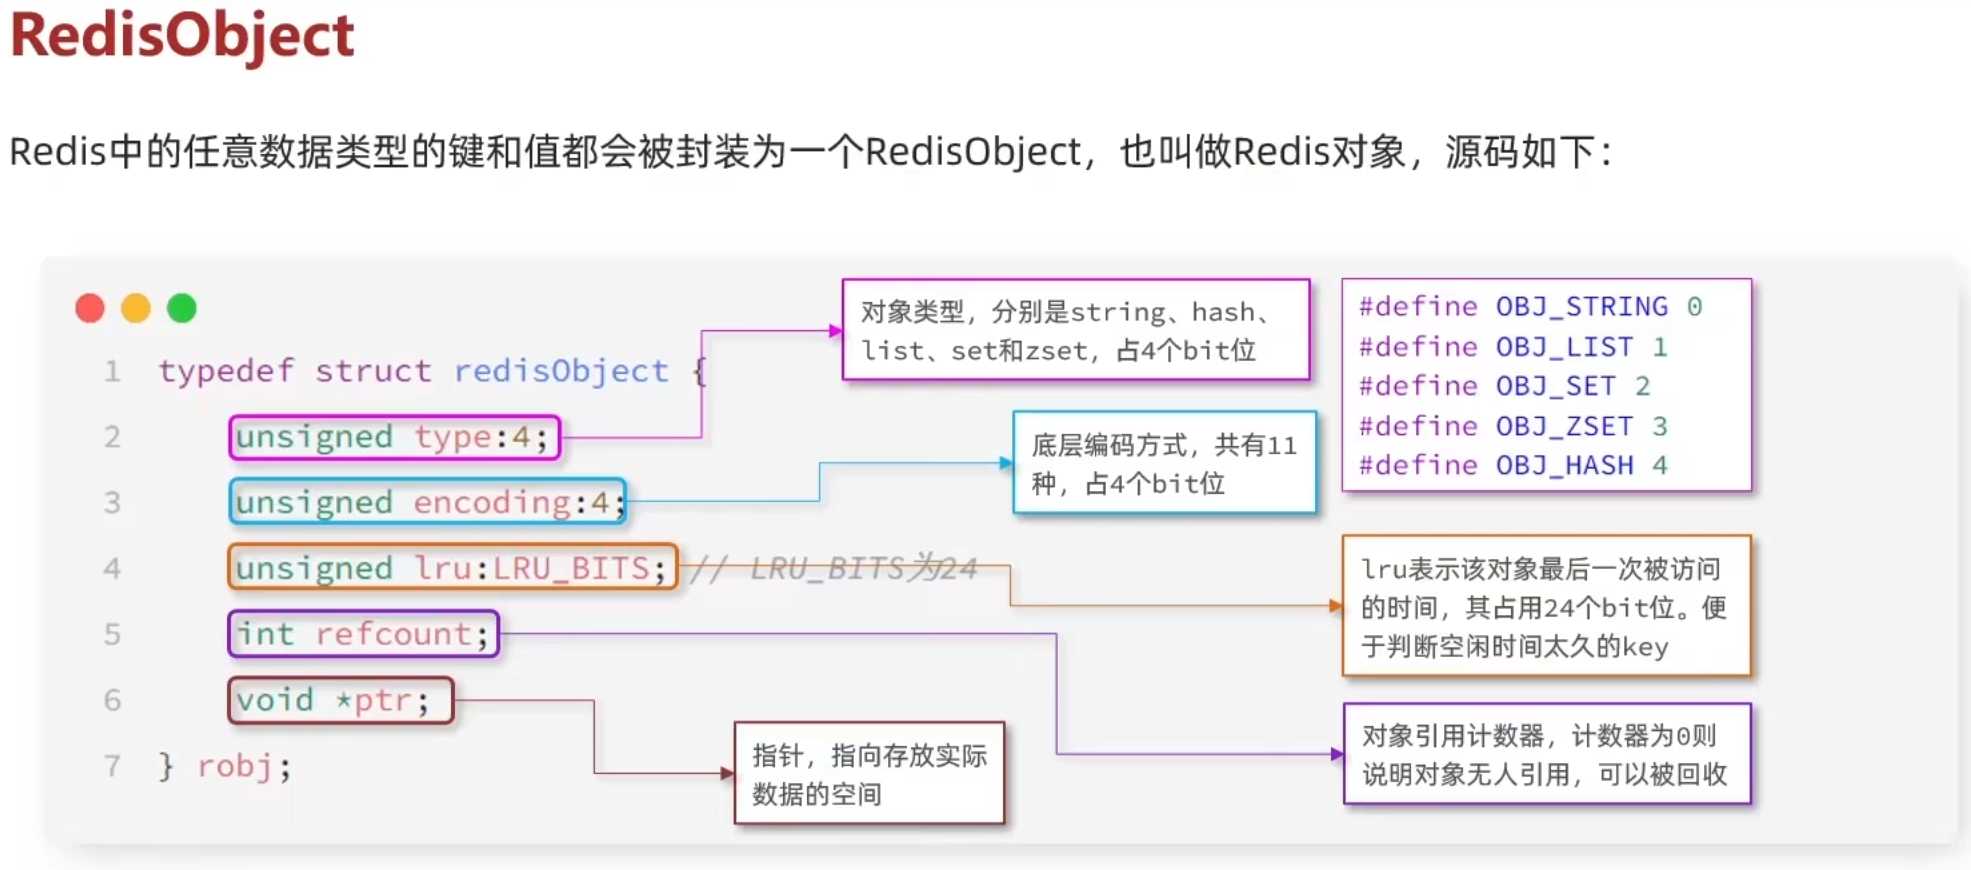 RedisObject
Redis中的任意数据类型的键和值都会被封装为一个RedisObject，也叫做Redis对象，源码如下：
1 typedef struct redisObject {
2 unsigned type:4;
3 unsigned encoding:4;
4 unsigned lru:LRU_BITS; // LRU_BITS为24
5 int refcount;
6 void *ptr;
7 } robj;
对象类型，分别是string、hash、
list、set和zset，占4个bit位
#define OBJ_STRING 0
#define OBJ_LIST 1
#define OBJ_SET 2
#define OBJ_ZSET 3
#define OBJ_HASH 4
底层编码方式，共有11
种，占4个bit位
lru表示该对象最后一次被访问
的时间，其占用24个bit位。便
于判断空闲时间太久的key
对象引用计数器，计数器为0则
说明对象无人引用，可以被回收
指针，指向存放实际
数据的空间